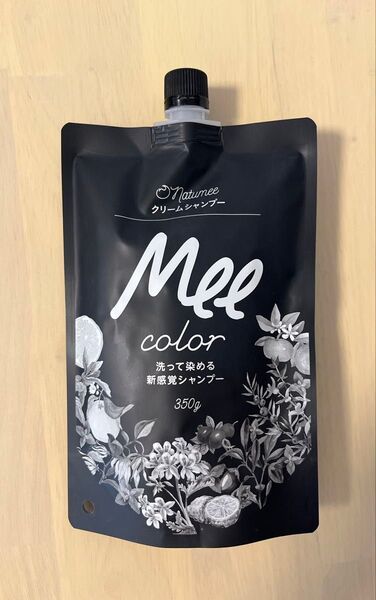 Natumee
クリームシャンプー
Mee
color
洗って染める
新感覚シャンプー
350g